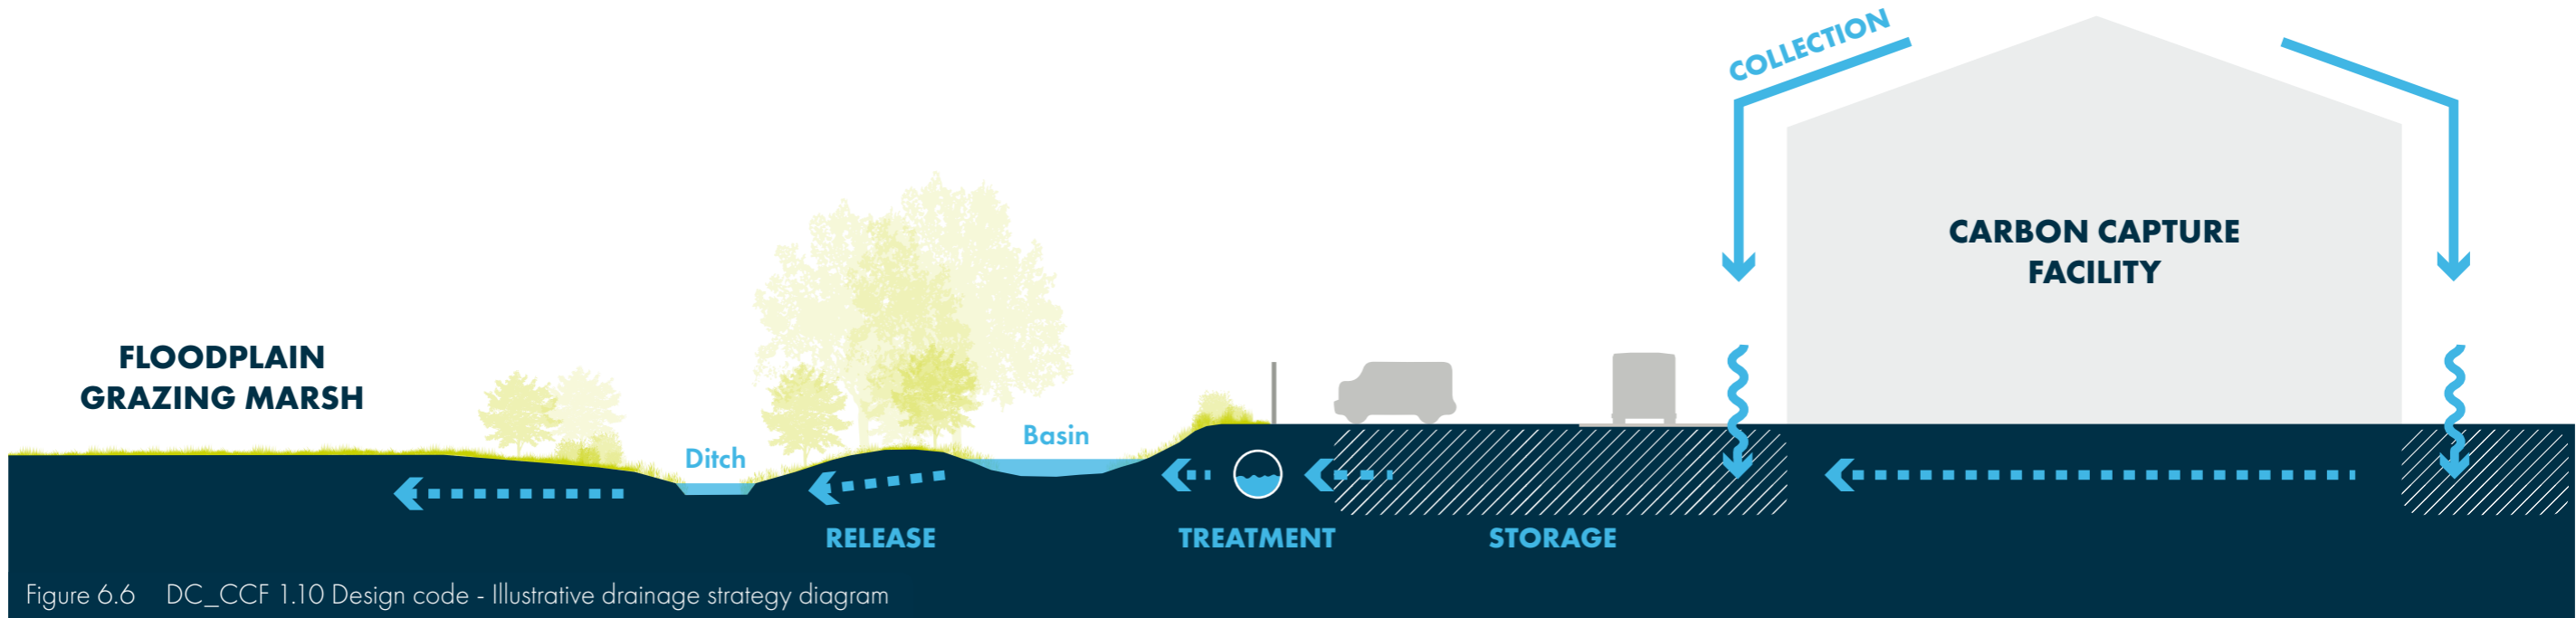 COLLECTION
CARBON CAPTURE
FACILITY
FLOODPLAIN
GRAZING MARSH
Ditch
Basin
RELEASE
TREATMENT
STORAGE
Figure 6.6 DC_CCF 1.10 Design code - Illustrative drainage strategy diagram